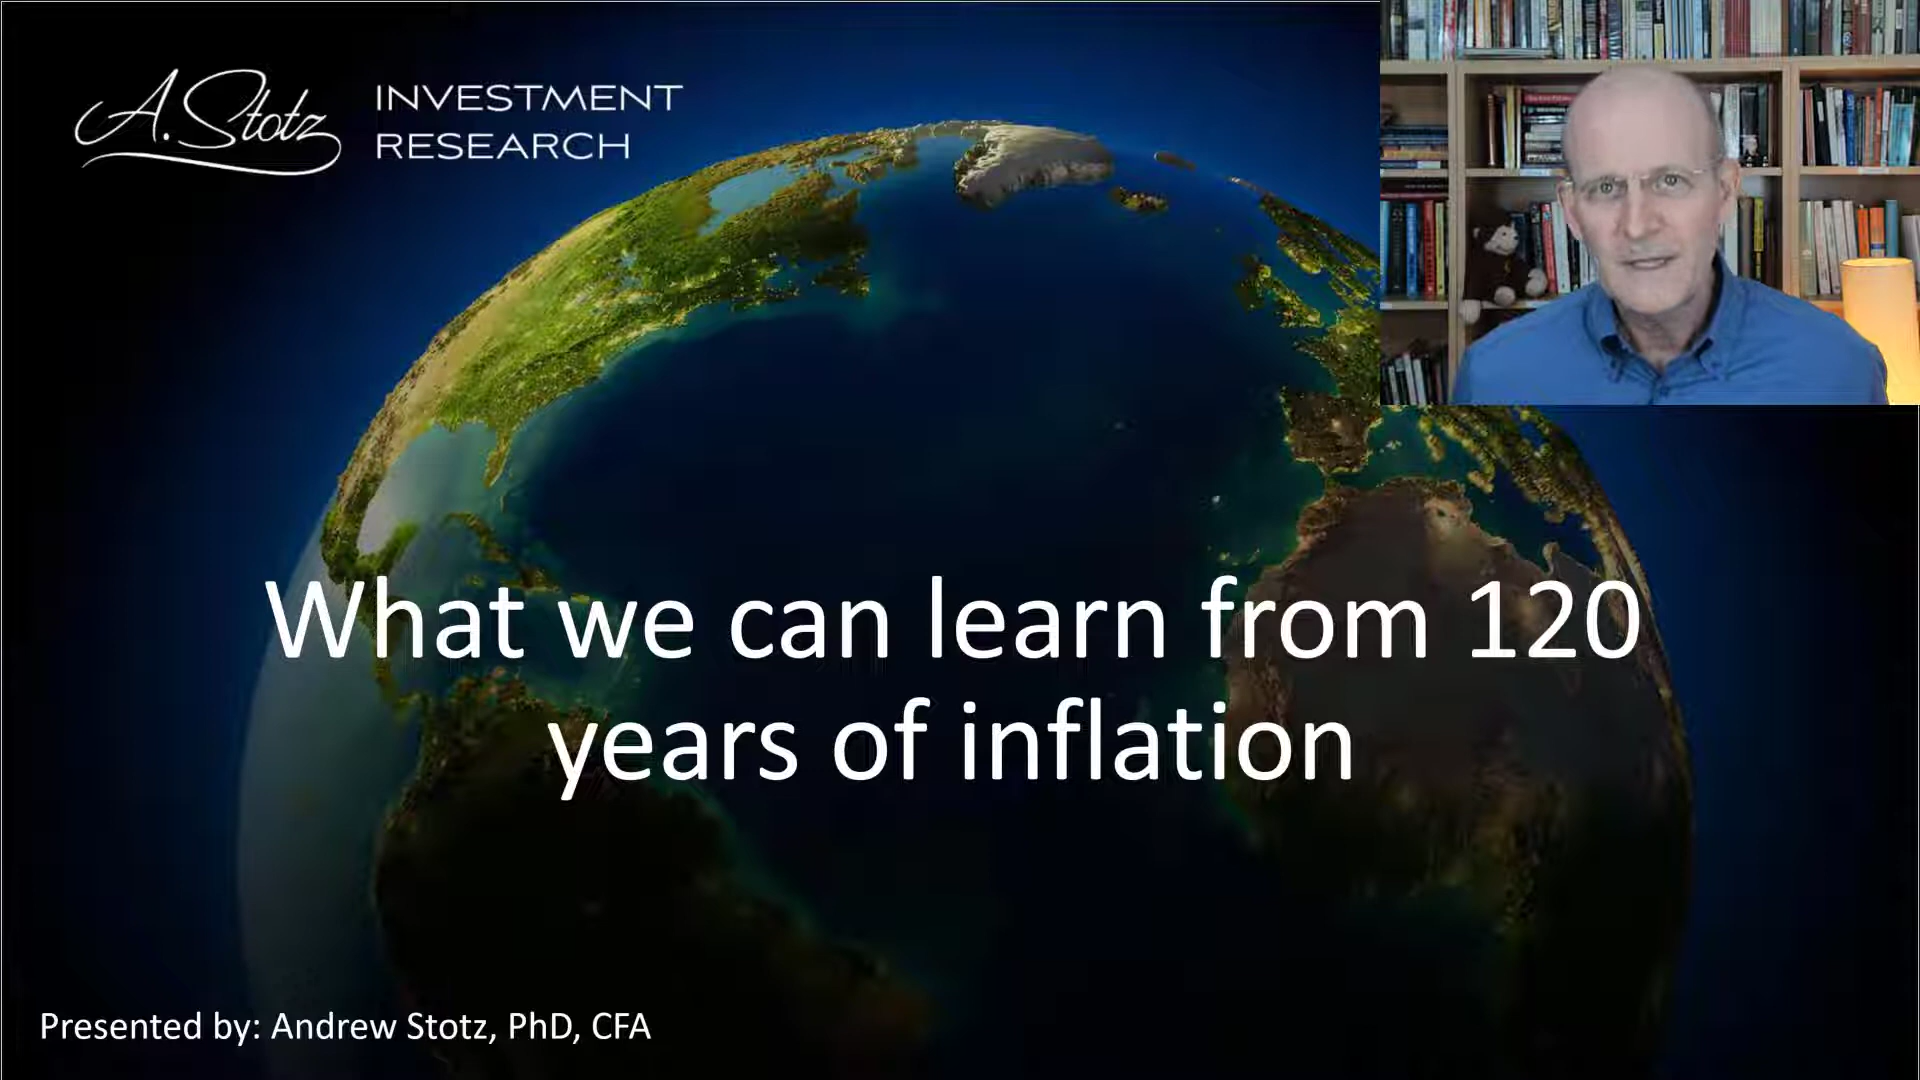 A. Stotz INVESTMENT
RESEARCH
What we can learn from 120
years of inflation
Presented by: Andrew Stotz, PhD, CFA